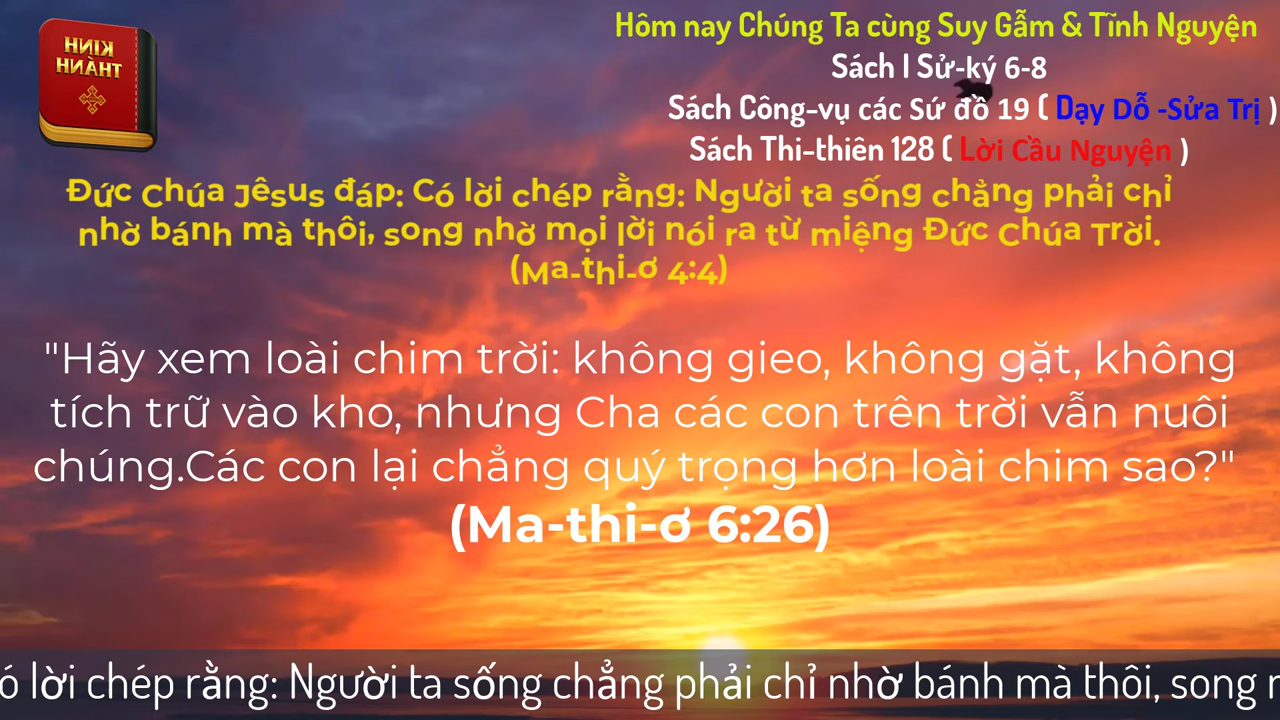 KINH
THÀNH
Hôm nay Chúng Ta cùng Suy Gẫm & Tĩnh Nguyện
Sách I Sử-ký 6-8
Sách Công-vụ các Sứ đồ 19 ( Dạy Dỗ -Sửa Trị )
Sách Thi-thiên 128 ( Lời Cầu Nguyện )
Đức Chúa Jêsus đáp: Có lời chép rằng: Người ta sống chẳng phải chỉ
nhờ bánh mà thôi, song nhờ mọi lời nói ra từ miệng Đức Chúa Trời.
(Ma-thi-ơ 4:4)
"Hãy xem loài chim trời: không gieo, không gặt, không
tích trữ vào kho, nhưng Cha các con trên trời vẫn nuôi
chúng.Các con lại chẳng quý trọng hơn loài chim sao?"
(Ma-thi-ơ 6:26)
ó lời chép rằng: Người ta sống chẳng phải chỉ nhờ bánh mà thôi, song